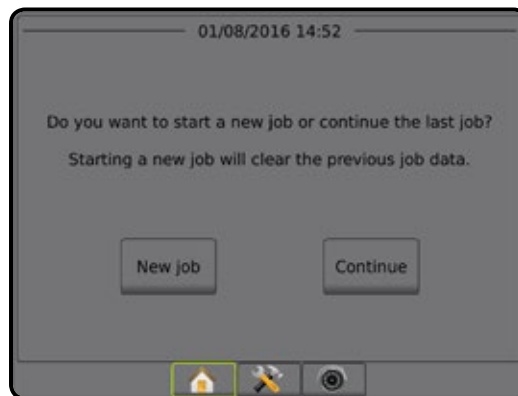 01/08/2016 14:52
Do you want to start a new job or continue the last job?
Starting a new job will clear the previous job data.
New job
Continue